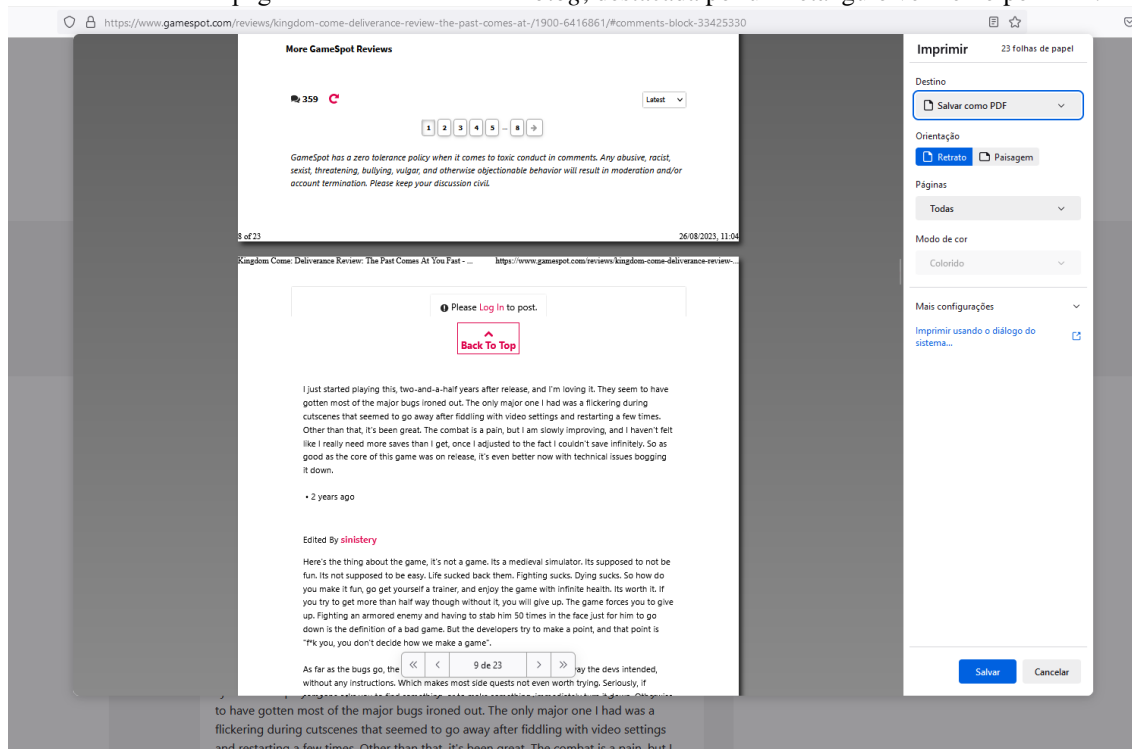 https://www.gamespot.com/reviews/kingdom-come-deliverance-review-the-past-comes-at-/1900-6416861/#comments-block-33425330
More GameSpot Reviews
359
Latest
1 2 3 4 5 ... 8
GameSpot has a zero tolerance policy when it comes to toxic conduct in comments. Any abusive, racist,
sexist, threatening, bullying, vulgar, and otherwise objectionable behavior will result in moderation and/or
account termination. Please keep your discussion civil.
8 of 23 26/08/2023, 11:04
Kingdom Come: Deliverance Review: The Past Comes At You Fast - ... https://www.gamespot.com/reviews/kingdom-come-deliverance-review-...
Please Log In to post.
Back To Top
I just started playing this, two-and-a-half years after release, and I'm loving it. They seem to have
gotten most of the major bugs ironed out. The only major one I had was a flickering during
cutscenes that seemed to go away after fiddling with video settings and restarting a few times.
Other than that, it's been great. The combat is a pain, but I am slowly improving, and I haven't felt
like I really need more saves than I get, once I adjusted to the fact I couldn't save infinitely. So as
good as the core of this game was on release, it's even better now with technical issues bogging
it down.
• 2 years ago
Edited By sinistery
Here's the thing about the game, it's not a game. Its a medieval simulator. Its supposed to not be
fun. Its not supposed to be easy. Life sucked back them. Fighting sucks. Dying sucks. So how do
you make it fun, go get yourself a trainer, and enjoy the game with infinite health. Its worth it. If
you try to get more than half way though without it, you will give up. The game forces you to give
up. Fighting an armored enemy and having to stab him 50 times in the face just for him to go
down is the definition of a bad game. But the developers try to make a point, and that point is
"f*k you, you don't decide how we make a game".
As far as the bugs go, the
9 de 23
ay the devs intended,
without any instructions. Which makes most side quests not even worth trying. Seriously, if
Imprimir 23 folhas de papel
Destino
Salvar como PDF
Orientação
Retrato Paisagem
Páginas
Todas
Modo de cor
Colorido
Mais configurações
Imprimir usando o diálogo do
sistema...
Salvar Cancelar
to have gotten most of the major bugs ironed out. The only major one I had was a
flickering during cutscenes that seemed to go away after fiddling with video settings
and restarting a few times. Other than that, it's been great. The combat is a pain, but I